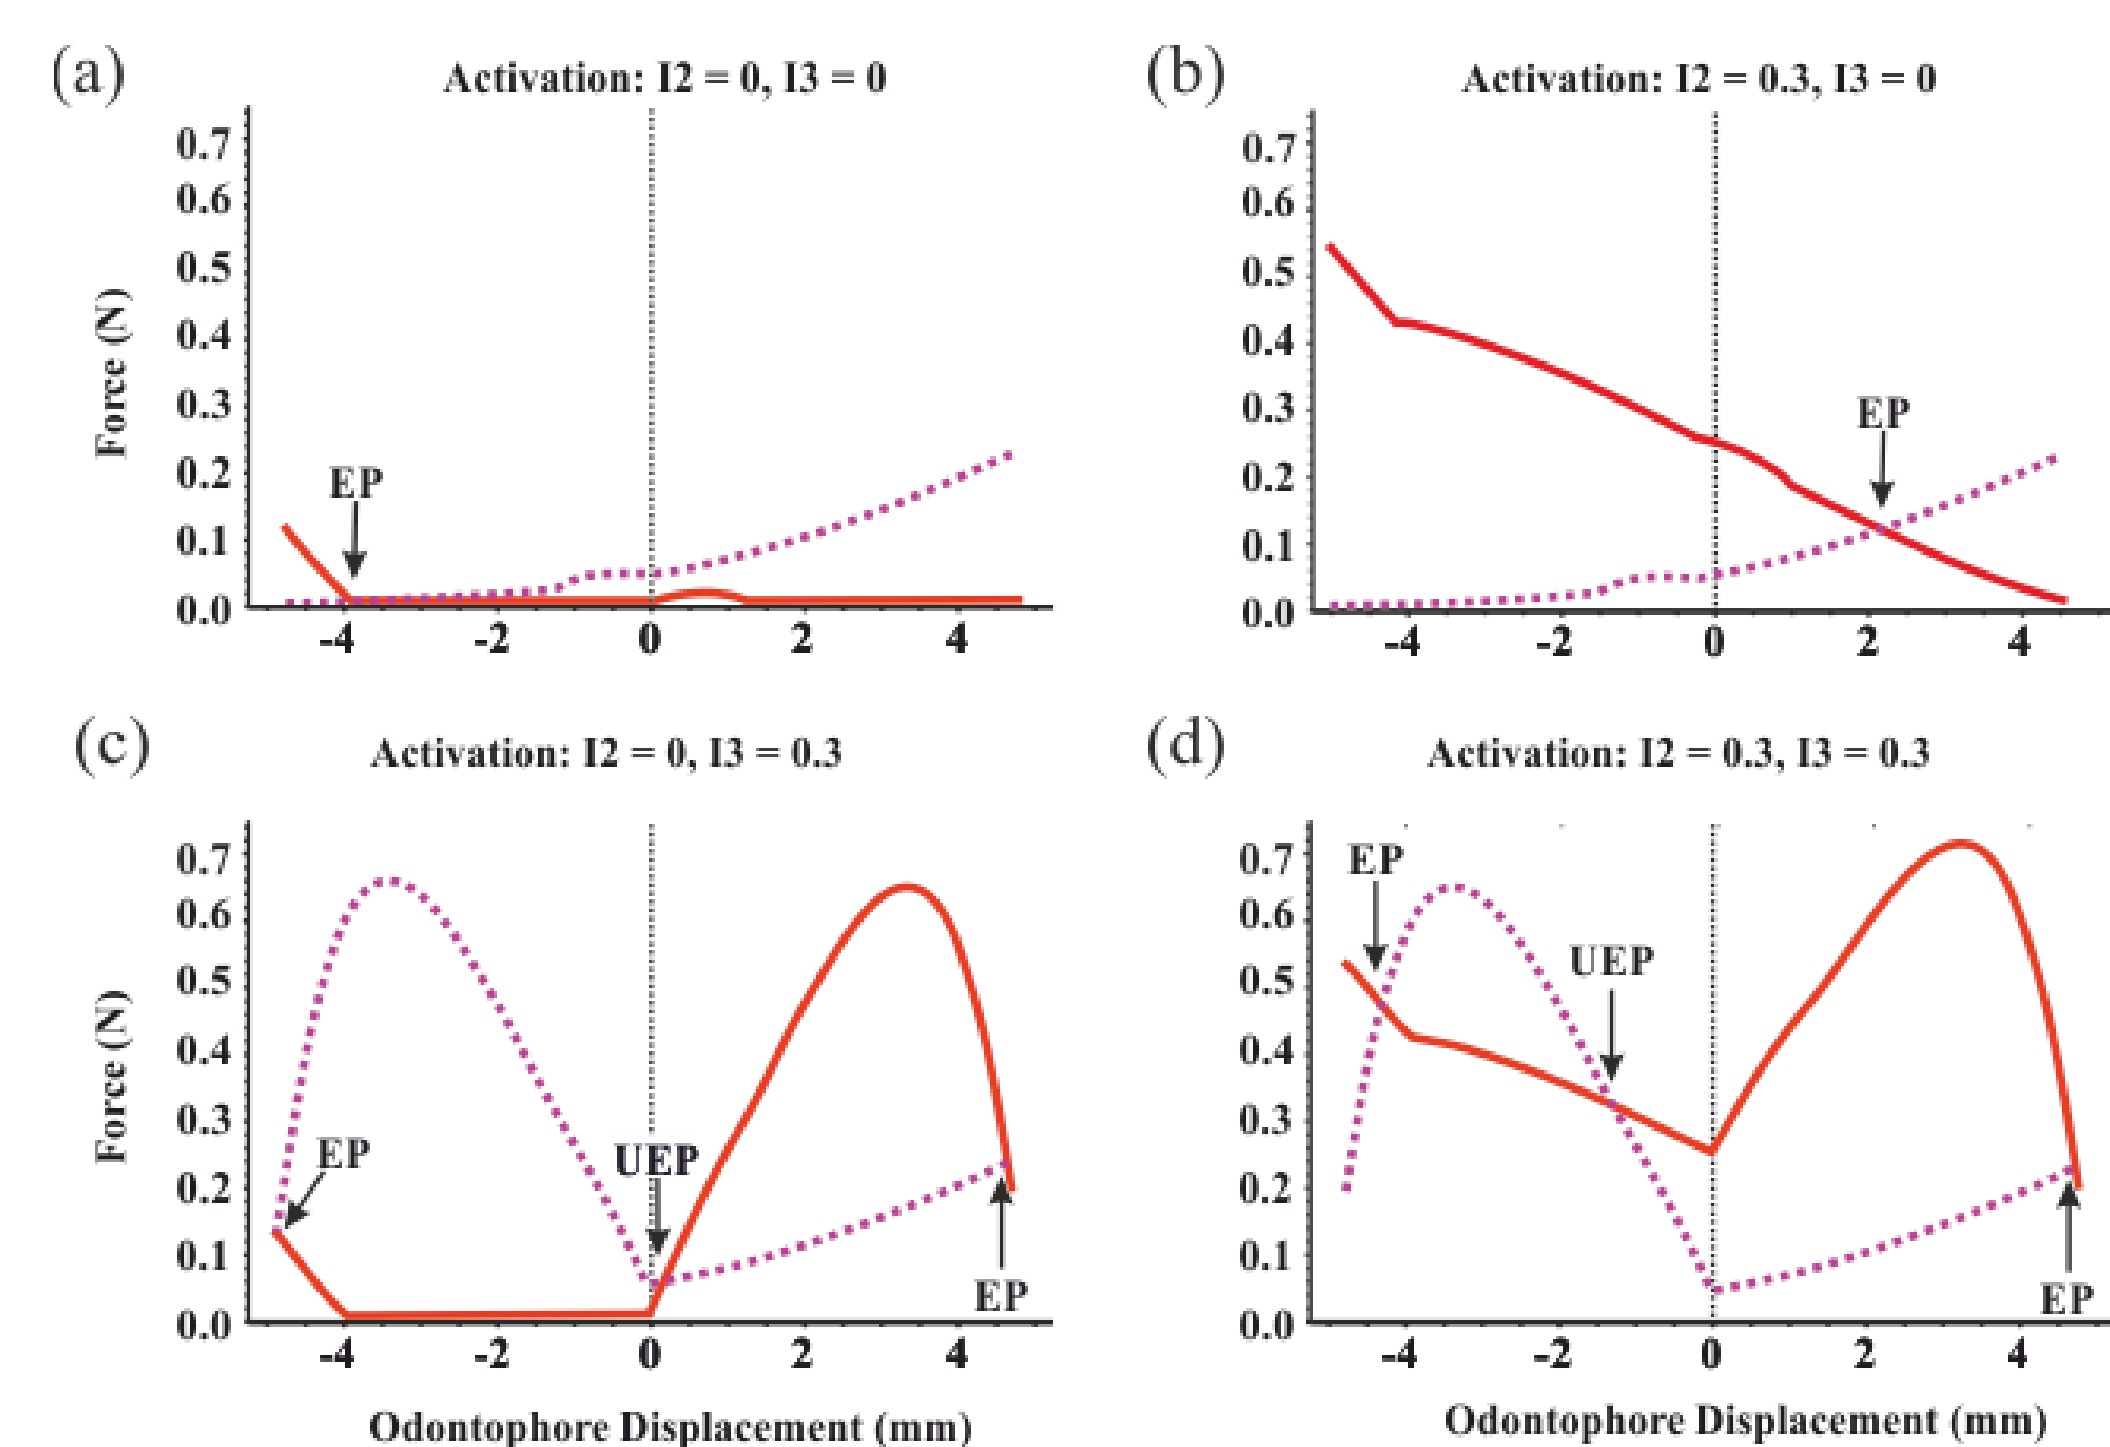 (a)
Activation: I2 = 0, I3 = 0
0.7
0.6
0.5
0.4
0.3
0.2
0.1
0.0
Force (N)
EP
-4 -2 0 2 4
(b)
Activation: I2 = 0.3, I3 = 0
0.7
0.6
0.5
0.4
0.3
0.2
0.1
0.0
EP
-4 -2 0 2 4
(c)
Activation: I2 = 0, I3 = 0.3
0.7
0.6
0.5
0.4
0.3
0.2
0.1
0.0
Force (N)
EP
UEP
EP
-4 -2 0 2 4
Odontophore Displacement (mm)
(d)
Activation: I2 = 0.3, I3 = 0.3
0.7
0.6
0.5
0.4
0.3
0.2
0.1
0.0
EP
UEP
EP
-4 -2 0 2 4
Odontophore Displacement (mm)